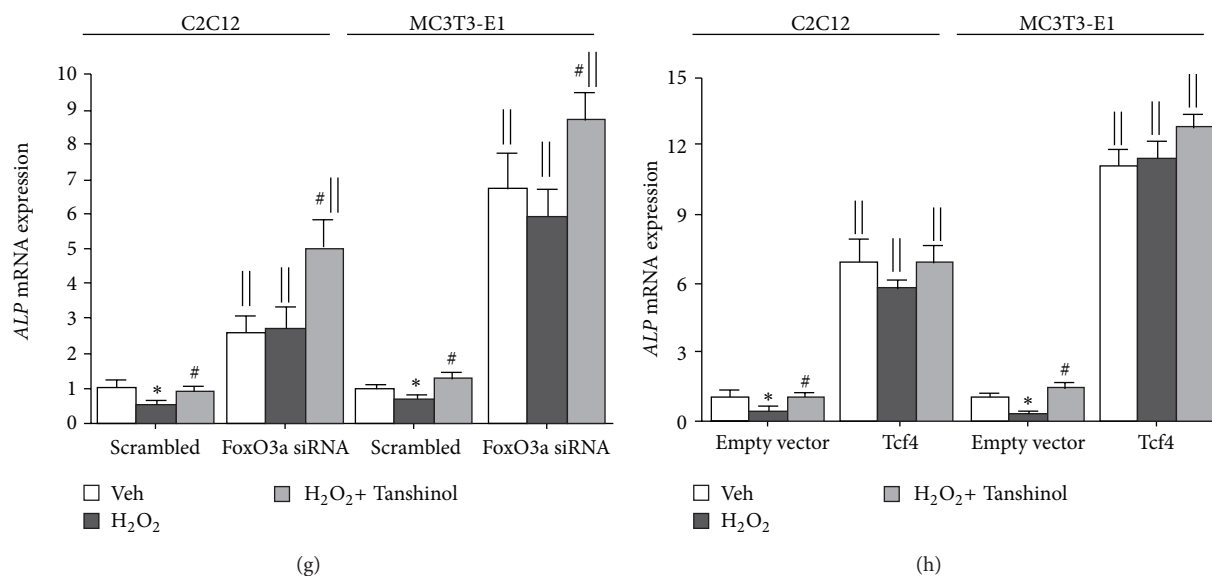 C2C12 MC3T3-E1
ALP mRNA expression
10
9
8
7
6
5
4
3
2
1
0
* # || || #|| * # || || #||
Scrambled FoxO3a siRNA Scrambled FoxO3a siRNA
Veh H₂O₂+ Tanshinol
H₂O₂
(g)
C2C12 MC3T3-E1
ALP mRNA expression
15
12
9
6
3
0
* # || || || * # || || ||
Empty vector Tcf4 Empty vector Tcf4
Veh H₂O₂+ Tanshinol
H₂O₂
(h)